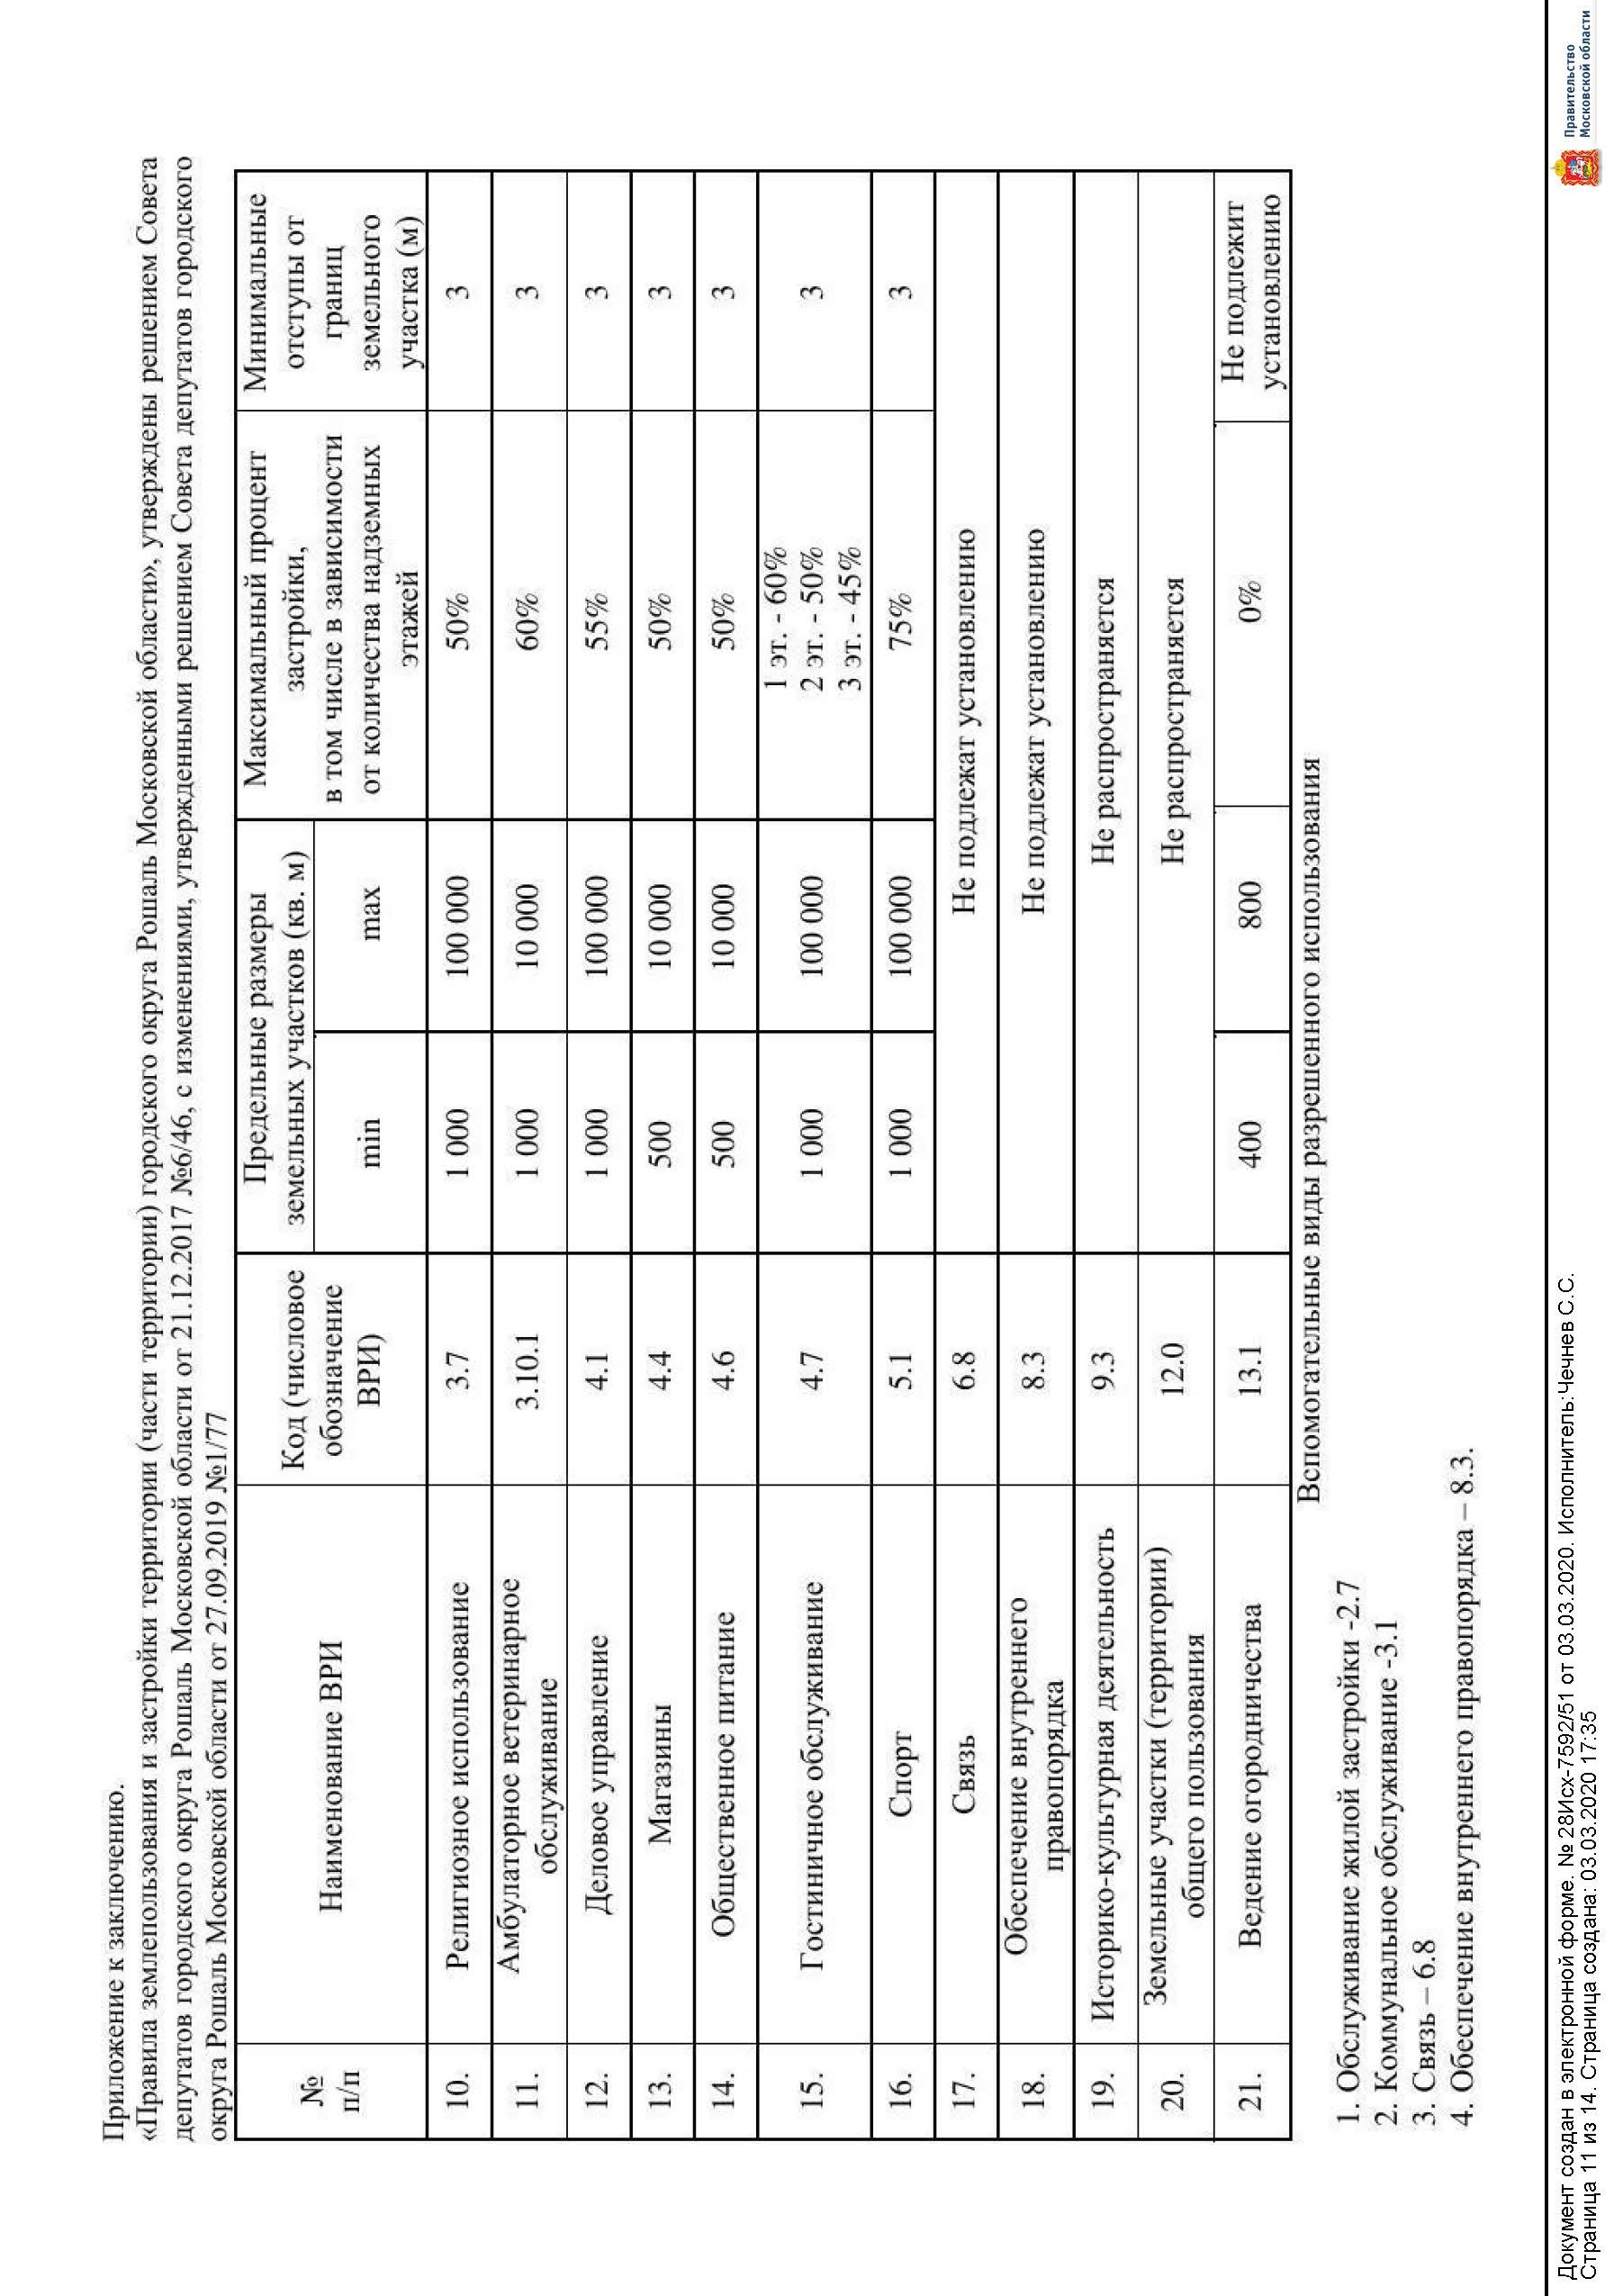 Приложение к заключению.
«Правила землепользования и застройки территории (части территории) городского округа Рошаль Московской области», утверждены решением Совета
депутатов городского округа Рошаль Московской области от 21.12.2017 №6/46, с изменениями, утвержденными решением Совета депутатов городского
округа Рошаль Московской области от 27.09.2019 №1/77
№ п/п Наименование ВРИ Код (числовое обозначение ВРИ) Предельные размеры земельных участков (кв. м) Максимальный процент застройки, в том числе в зависимости от количества надземных этажей Минимальные отступы от границ земельного участка (м)
min max
10. Религиозное использование 3.7 1 000 100 000 50% 3
11. Амбулаторное ветеринарное обслуживание 3.10.1 1 000 10 000 60% 3
12. Деловое управление 4.1 1 000 100 000 55% 3
13. Магазины 4.4 500 10 000 50% 3
14. Общественное питание 4.6 500 10 000 50% 3
15. Гостиничное обслуживание 4.7 1 000 100 000 1 эт. - 60% 2 эт. - 50% 3 эт. - 45% 3
16. Спорт 5.1 1 000 100 000 75% 3
17. Связь 6.8 Не подлежат установлению
18. Обеспечение внутреннего правопорядка 8.3 Не подлежат установлению
19. Историко-культурная деятельность 9.3 Не распространяется
20. Земельные участки (территории) общего пользования 12.0 Не распространяется
21. Ведение огородничества 13.1 400 800 0% Не подлежит установлению
Вспомогательные виды разрешенного использования
1. Обслуживание жилой застройки -2.7
2. Коммунальное обслуживание -3.1
3. Связь – 6.8
4. Обеспечение внутреннего правопорядка – 8.3.
Документ создан в электронной форме. № 28Исх-7592/51 от 03.03.2020. Исполнитель:Чечнев С.С.
Страница 11 из 14. Страница создана: 03.03.2020 17:35
Правительство
Московской области